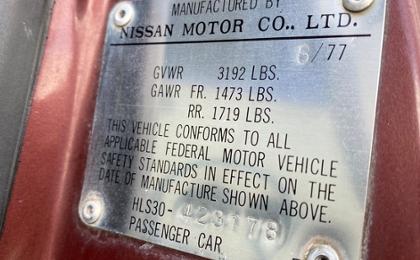 MANUFACTURED BY
NISSAN MOTOR CO., LTD.
6/77
GVWR 3192 LBS.
GAWR FR. 1473 LBS.
RR. 1719 LBS.
THIS VEHICLE CONFORMS TO ALL
APPLICABLE FEDERAL MOTOR VEHICLE
SAFETY STANDARDS IN EFFECT ON THE
DATE OF MANUFACTURE SHOWN ABOVE.
HLS30-423178
PASSENGER CAR